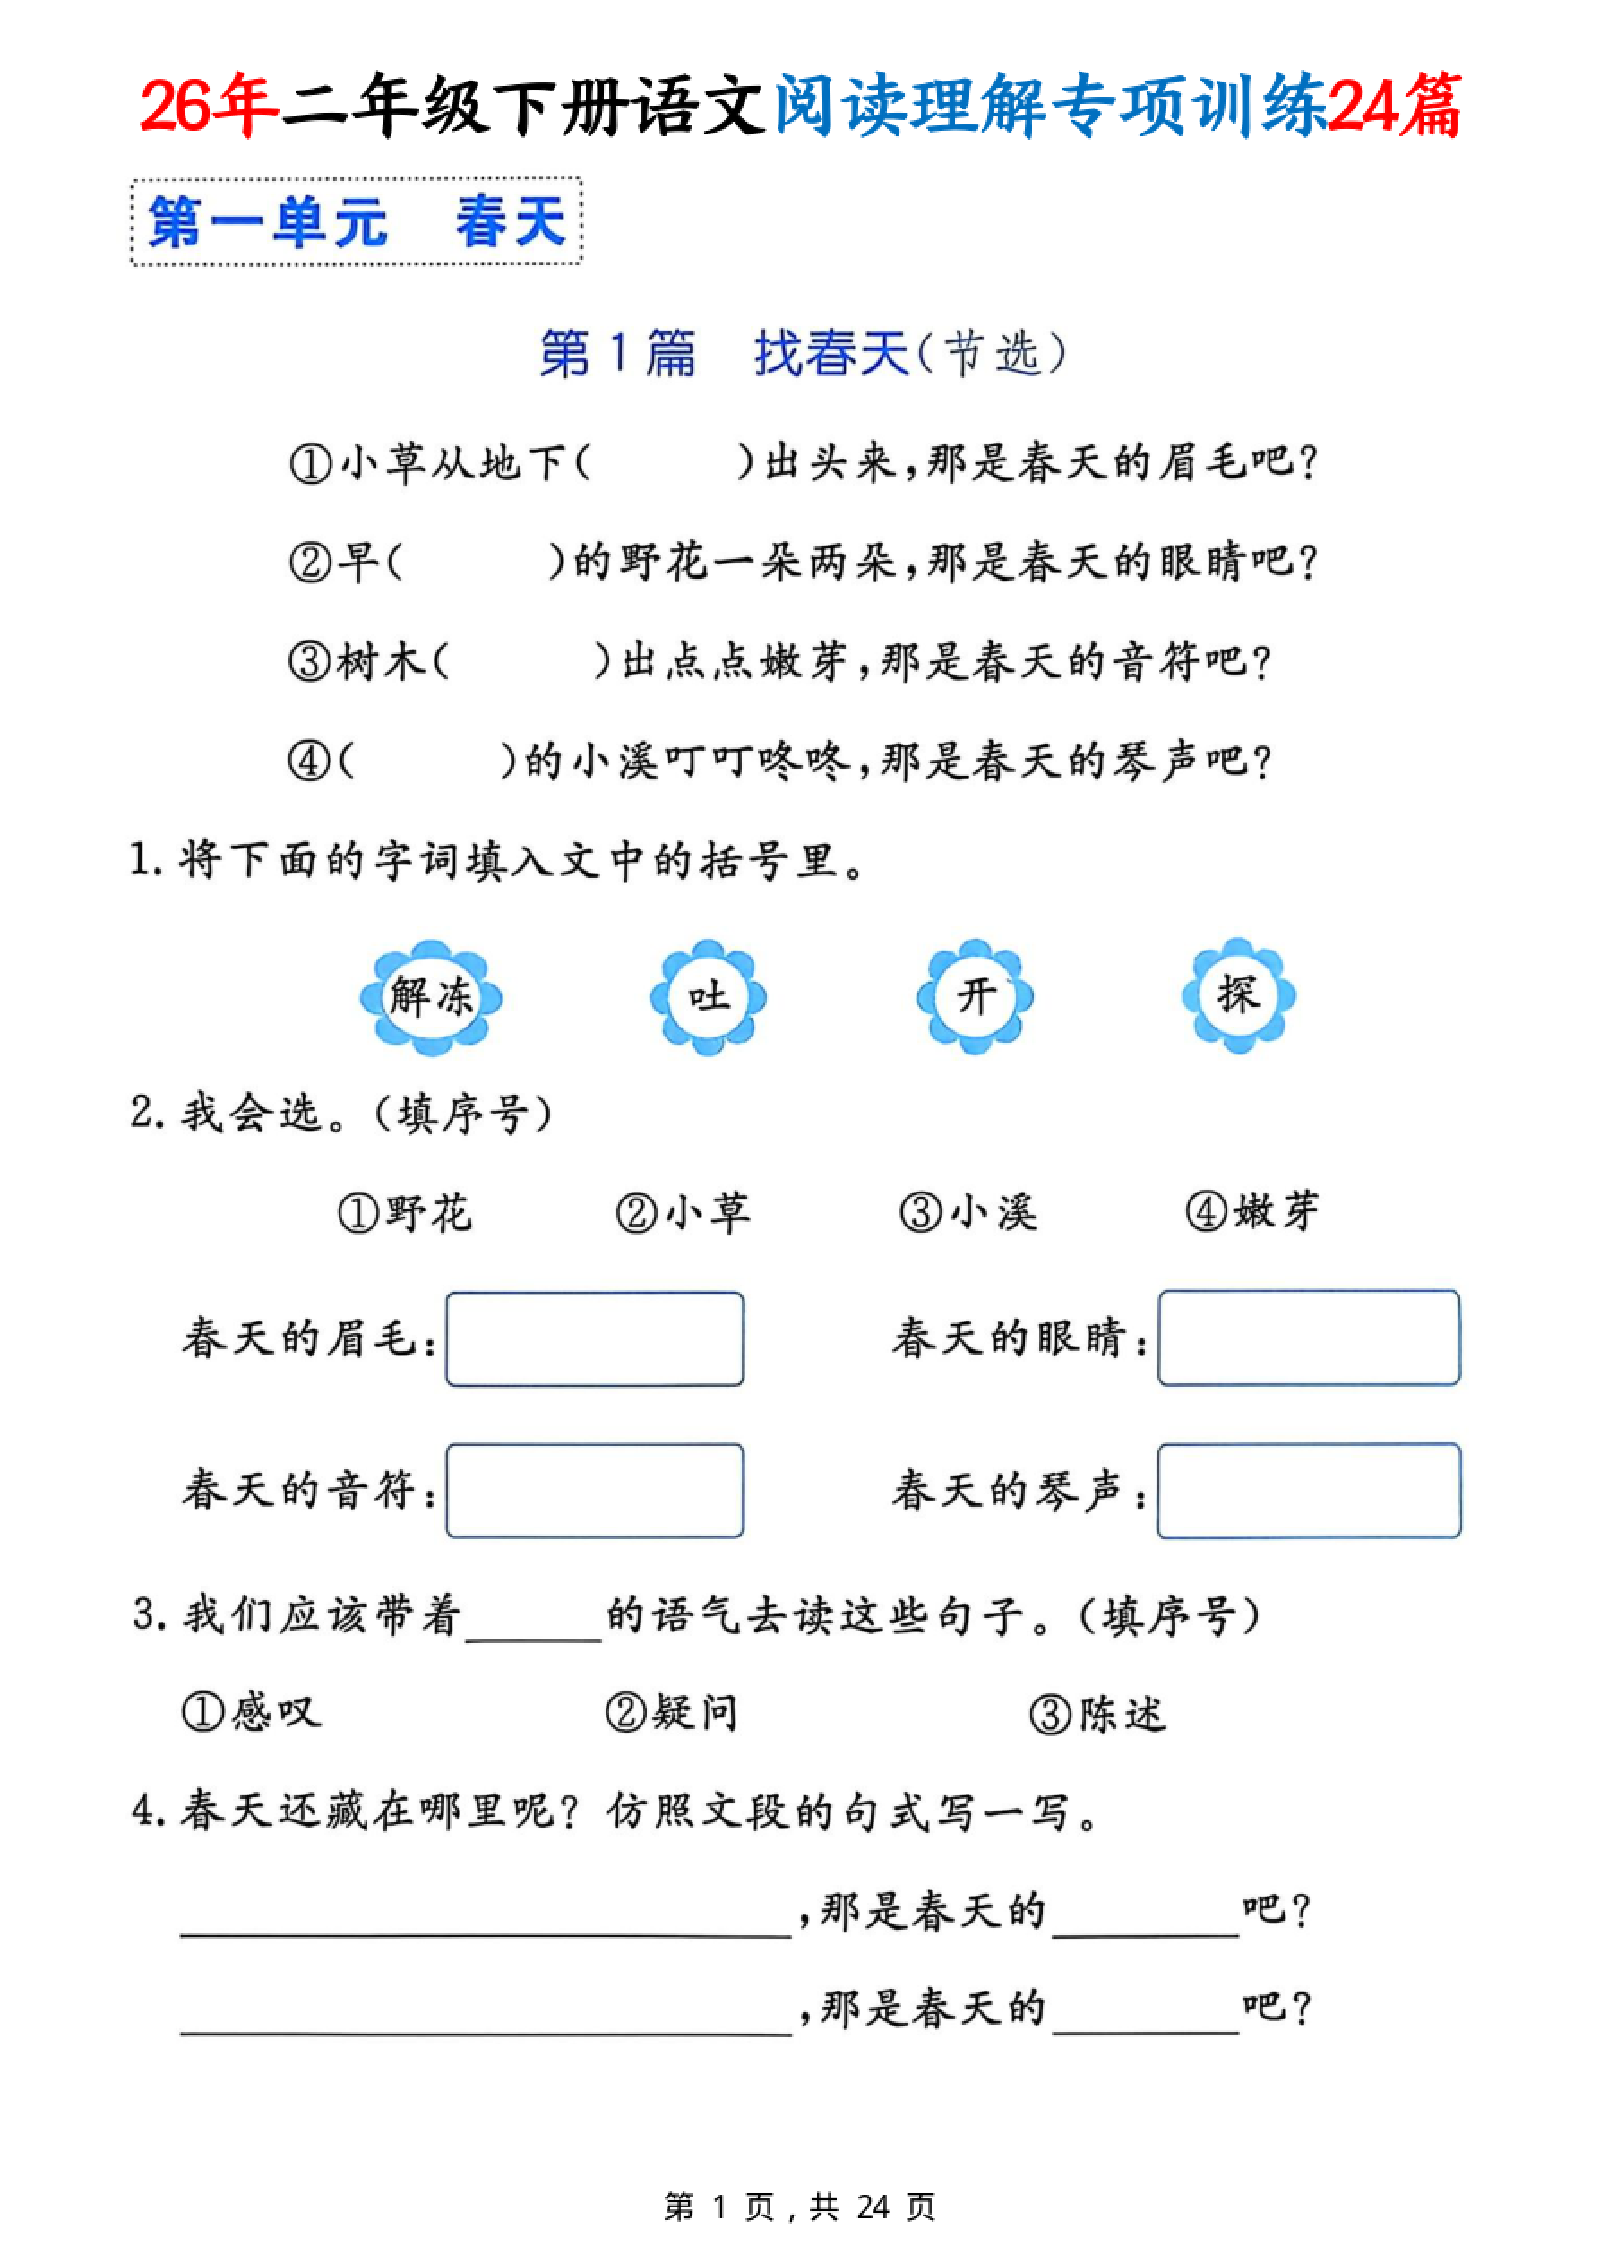 26年二年级下册语文阅读理解专项训练24篇
第一单元 春天
第1篇 找春天(节选)
①小草从地下( )出头来,那是春天的眉毛吧?
②早( )的野花一朵两朵,那是春天的眼睛吧?
③树木( )出点点嫩芽,那是春天的音符吧?
④( )的小溪叮叮咚咚,那是春天的琴声吧?
1.将下面的字词填入文中的括号里。
解冻 吐 开 探
2.我会选。(填序号)
①野花 ②小草 ③小溪 ④嫩芽
春天的眉毛: 春天的眼睛:
春天的音符: 春天的琴声:
3.我们应该带着______的语气去读这些句子。(填序号)
①感叹 ②疑问 ③陈述
4.春天还藏在哪里呢?仿照文段的句式写一写。
______,那是春天的______吧?
______,那是春天的______吧?
第 1 页,共 24 页